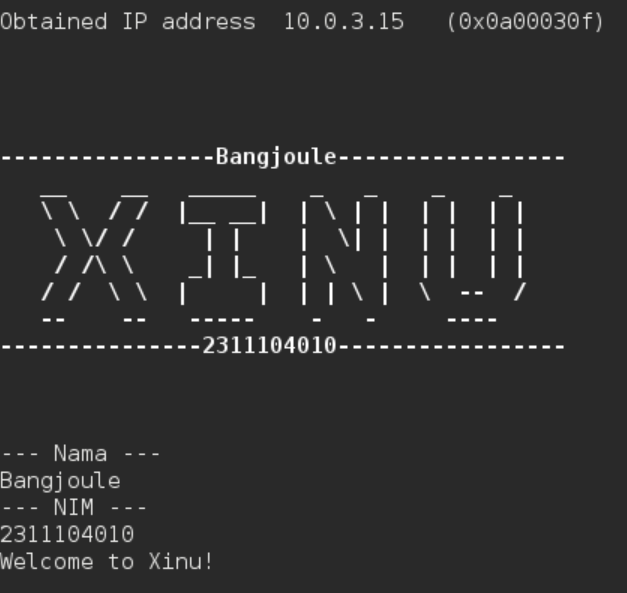 Obtained IP address  10.0.3.15   (0x0a00030f)
----------------Bangjoule-----------------
   __    __   _____    _   _    _    _
   \ \  / /  |__ __|  | \ | |  | |  | |
    \ \/ /     | |    |  \| |  | |  | |
    / /\ \    _| |_   | \   |  | |  | |
   / /  \ \  |     |  | | \ |  \  --  /
   --    --   -----    -   -     ----
---------------2311104010-----------------
--- Nama ---
Bangjoule
--- NIM ---
2311104010
Welcome to Xinu!